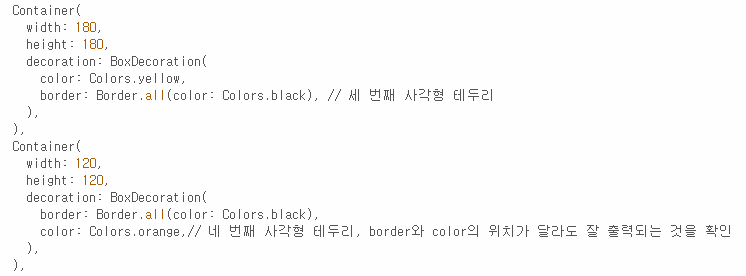 Container(
  width: 180,
  height: 180,
  decoration: BoxDecoration(
    color: Colors.yellow,
    border: Border.all(color: Colors.black), // 세 번째 사각형 테두리
  ),
),
Container(
  width: 120,
  height: 120,
  decoration: BoxDecoration(
    border: Border.all(color: Colors.black),
    color: Colors.orange,// 네 번째 사각형 테두리, border와 color의 위치가 달라도 잘 출력되는 것을 확인
  ),
),